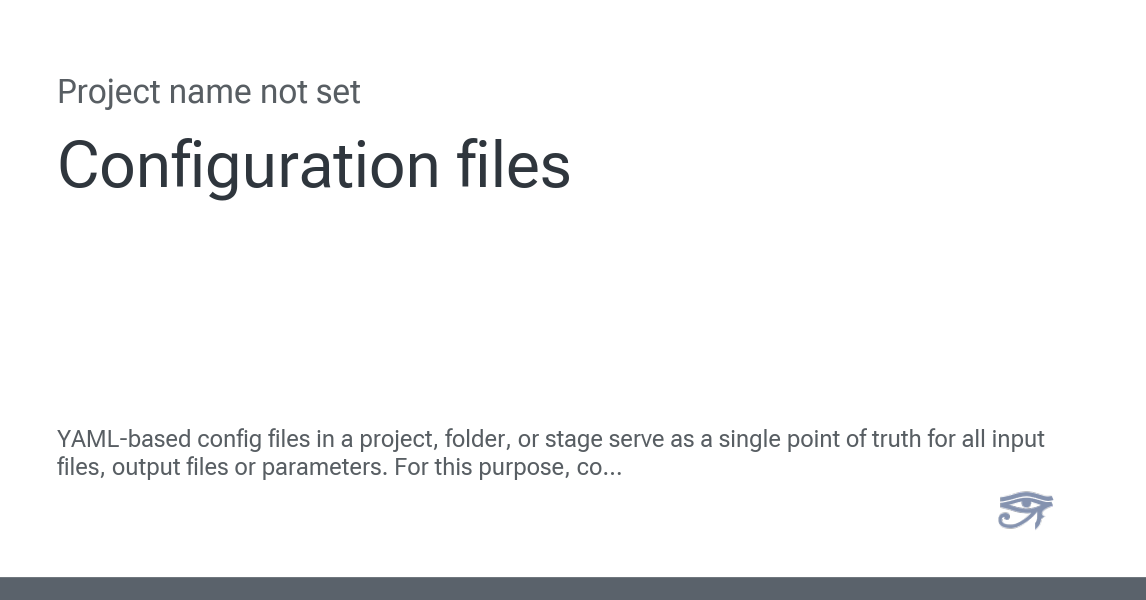 Project name not set
Configuration files
YAML-based config files in a project, folder, or stage serve as a single point of truth for all input
files, output files or parameters. For this purpose, co...